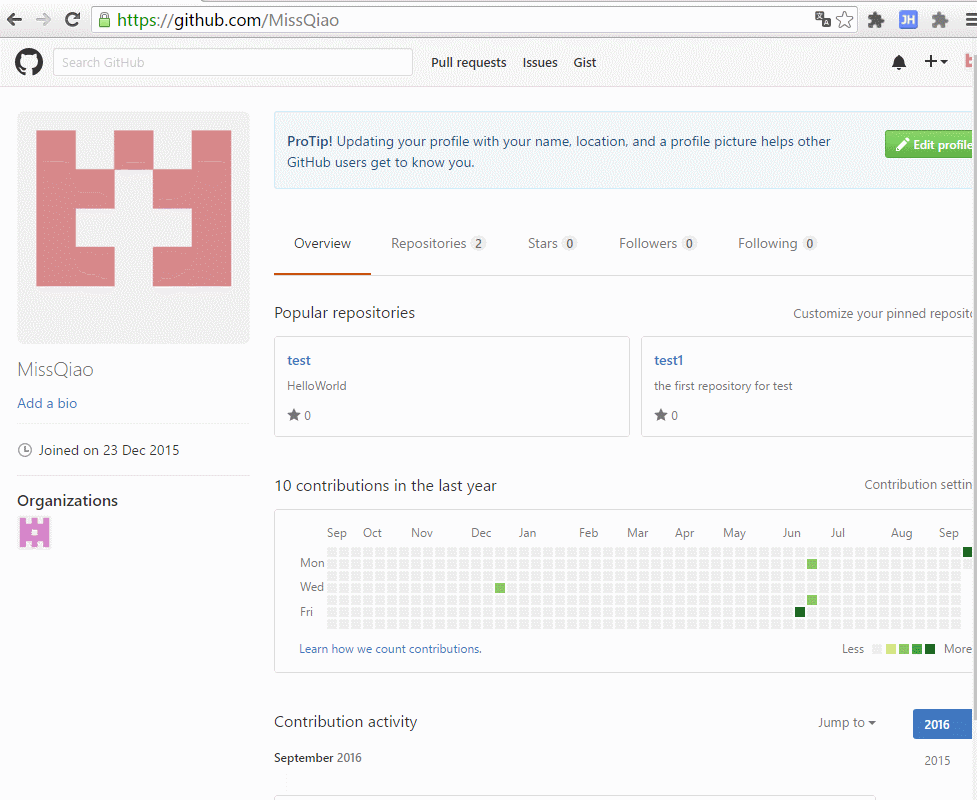 https://github.com/MissQiao
JH
Search GitHub
Pull requests Issues Gist
ProTip! Updating your profile with your name, location, and a profile picture helps other
GitHub users get to know you.
Edit profile
Overview Repositories 2 Stars 0 Followers 0 Following 0
Popular repositories
Customize your pinned reposito
test
HelloWorld
0
test1
the first repository for test
0
MissQiao
Add a bio
Joined on 23 Dec 2015
Organizations
10 contributions in the last year
Contribution settin
Sep Oct Nov Dec Jan Feb Mar Apr May Jun Jul Aug Sep
Mon
Wed
Fri
Learn how we count contributions.
Less More
Contribution activity
Jump to
2016
September 2016
2015